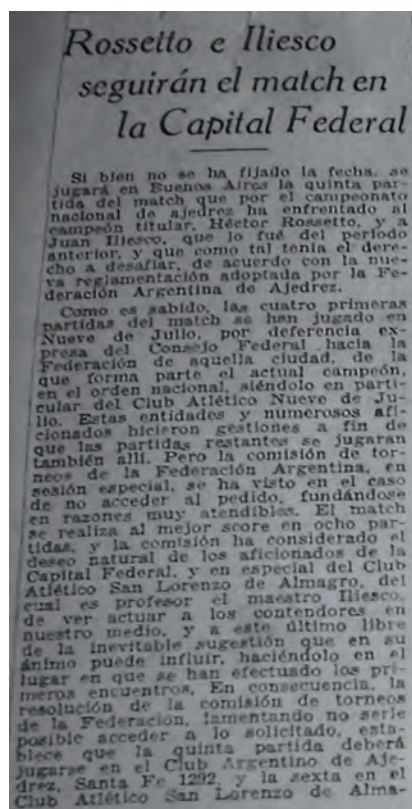 Rossetto e Iliesco
seguirán el match en
la Capital Federal
Si bien no se ha fijado la fecha, se
jugará en Buenos Aires la quinta par-
tida del match que por el campeonato
nacional de ajedrez ha enfrentado al
campeón titular, Héctor Rossetto, y a
Juan Iliesco, que lo fué del período
anterior, y que como tal tenía el dere-
cho a desafiar, de acuerdo con la nue-
va reglamentación adoptada por la Fe-
deración Argentina de Ajedrez.
Como es sabido, las cuatro primeras
partidas del match se han jugado en
Nueve de Julio, por deferencia ex-
presa del Consejo Federal hacia la
Federación de aquella ciudad, de la
que forma parte el actual campeón,
en el orden nacional, siéndolo en parti-
cular del Club Atlético Nueve de Ju-
lio. Estas entidades y numerosos afi-
cionados hicieron gestiones a fin de
que las partidas restantes se jugaran
también allí. Pero la comisión de tor-
neos de la Federación Argentina, en
sesión especial, se ha visto en el caso
de no acceder al pedido, fundándose
en razones muy atendibles. El match
se realiza al mejor score en ocho par-
tidas, y la comisión ha considerado el
deseo natural de los aficionados de la
Capital Federal, y en especial del Club
Atlético San Lorenzo de Almagro, del
cual es profesor el maestro Iliesco,
de ver actuar a los contendores en
nuestro medio, y a este último libre
de la inevitable sugestión que en su
ánimo puede influir, haciéndolo en el
lugar en que se han efectuado los pri-
meros encuentros. En consecuencia, la
resolución de la comisión de torneos
de la Federación, lamentando no serle
posible acceder a lo solicitado, esta-
blece que la quinta partida deberá
jugarse en el Club Argentino de Aje-
drez, Santa Fe 1292, y la sexta en el
Club Atlético San Lorenzo de Alma-